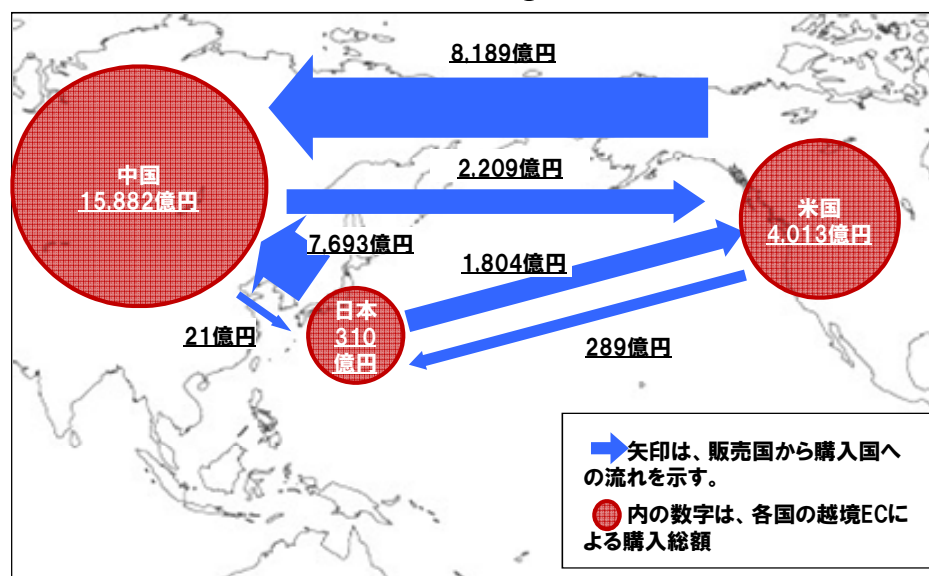 8,189億円
中国
15,882億円
2,209億円
米国
4,013億円
7,693億円
1,804億円
日本
310
億円
21億円
289億円
矢印は、販売国から購入国へ
の流れを示す。
内の数字は、各国の越境ECに
よる購入総額